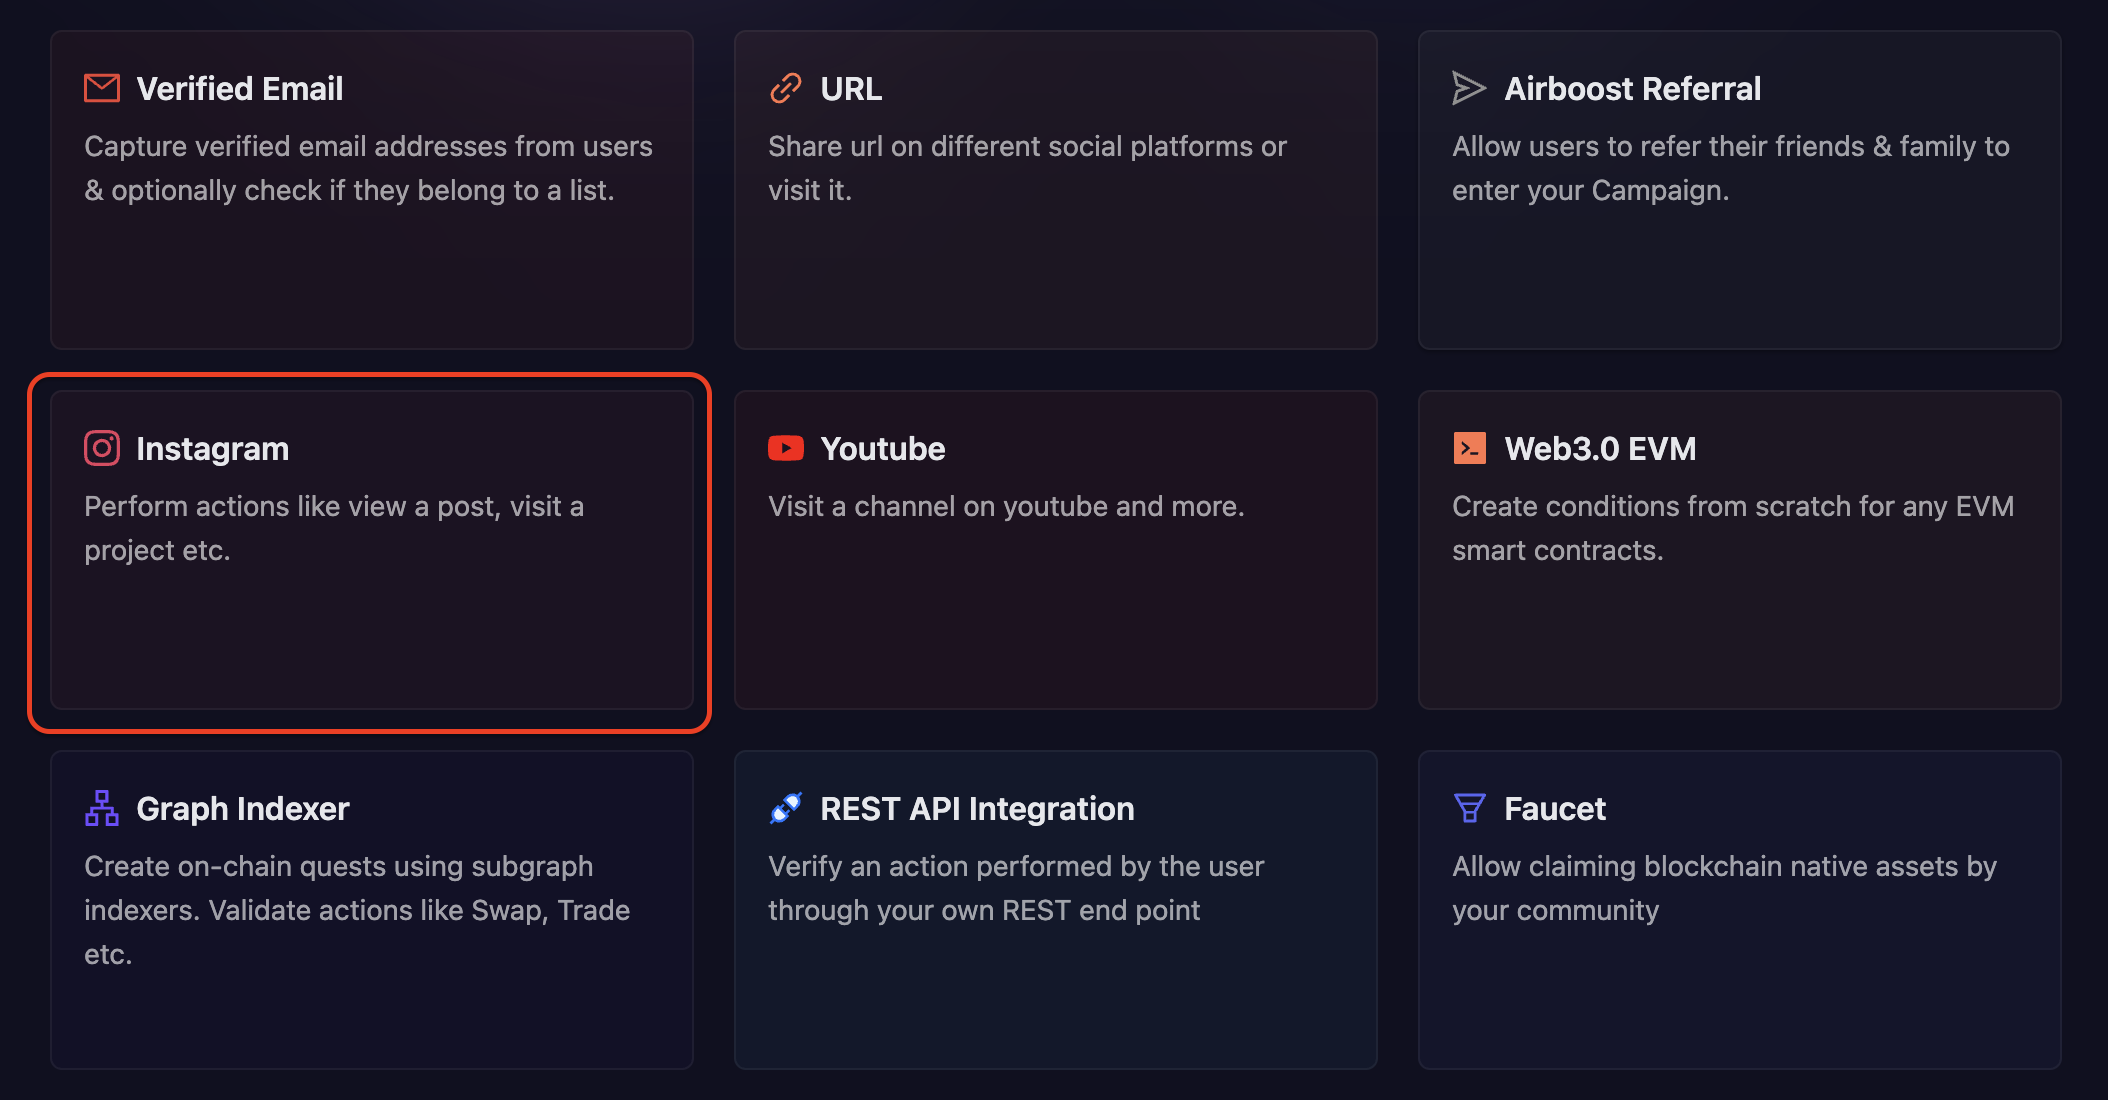 Verified Email
Capture verified email addresses from users
& optionally check if they belong to a list.
URL
Share url on different social platforms or
visit it.
Airboost Referral
Allow users to refer their friends & family to
enter your Campaign.
Instagram
Perform actions like view a post, visit a
project etc.
Youtube
Visit a channel on youtube and more.
Web3.0 EVM
Create conditions from scratch for any EVM
smart contracts.
Graph Indexer
Create on-chain quests using subgraph
indexers. Validate actions like Swap, Trade
etc.
REST API Integration
Verify an action performed by the user
through your own REST end point
Faucet
Allow claiming blockchain native assets by
your community